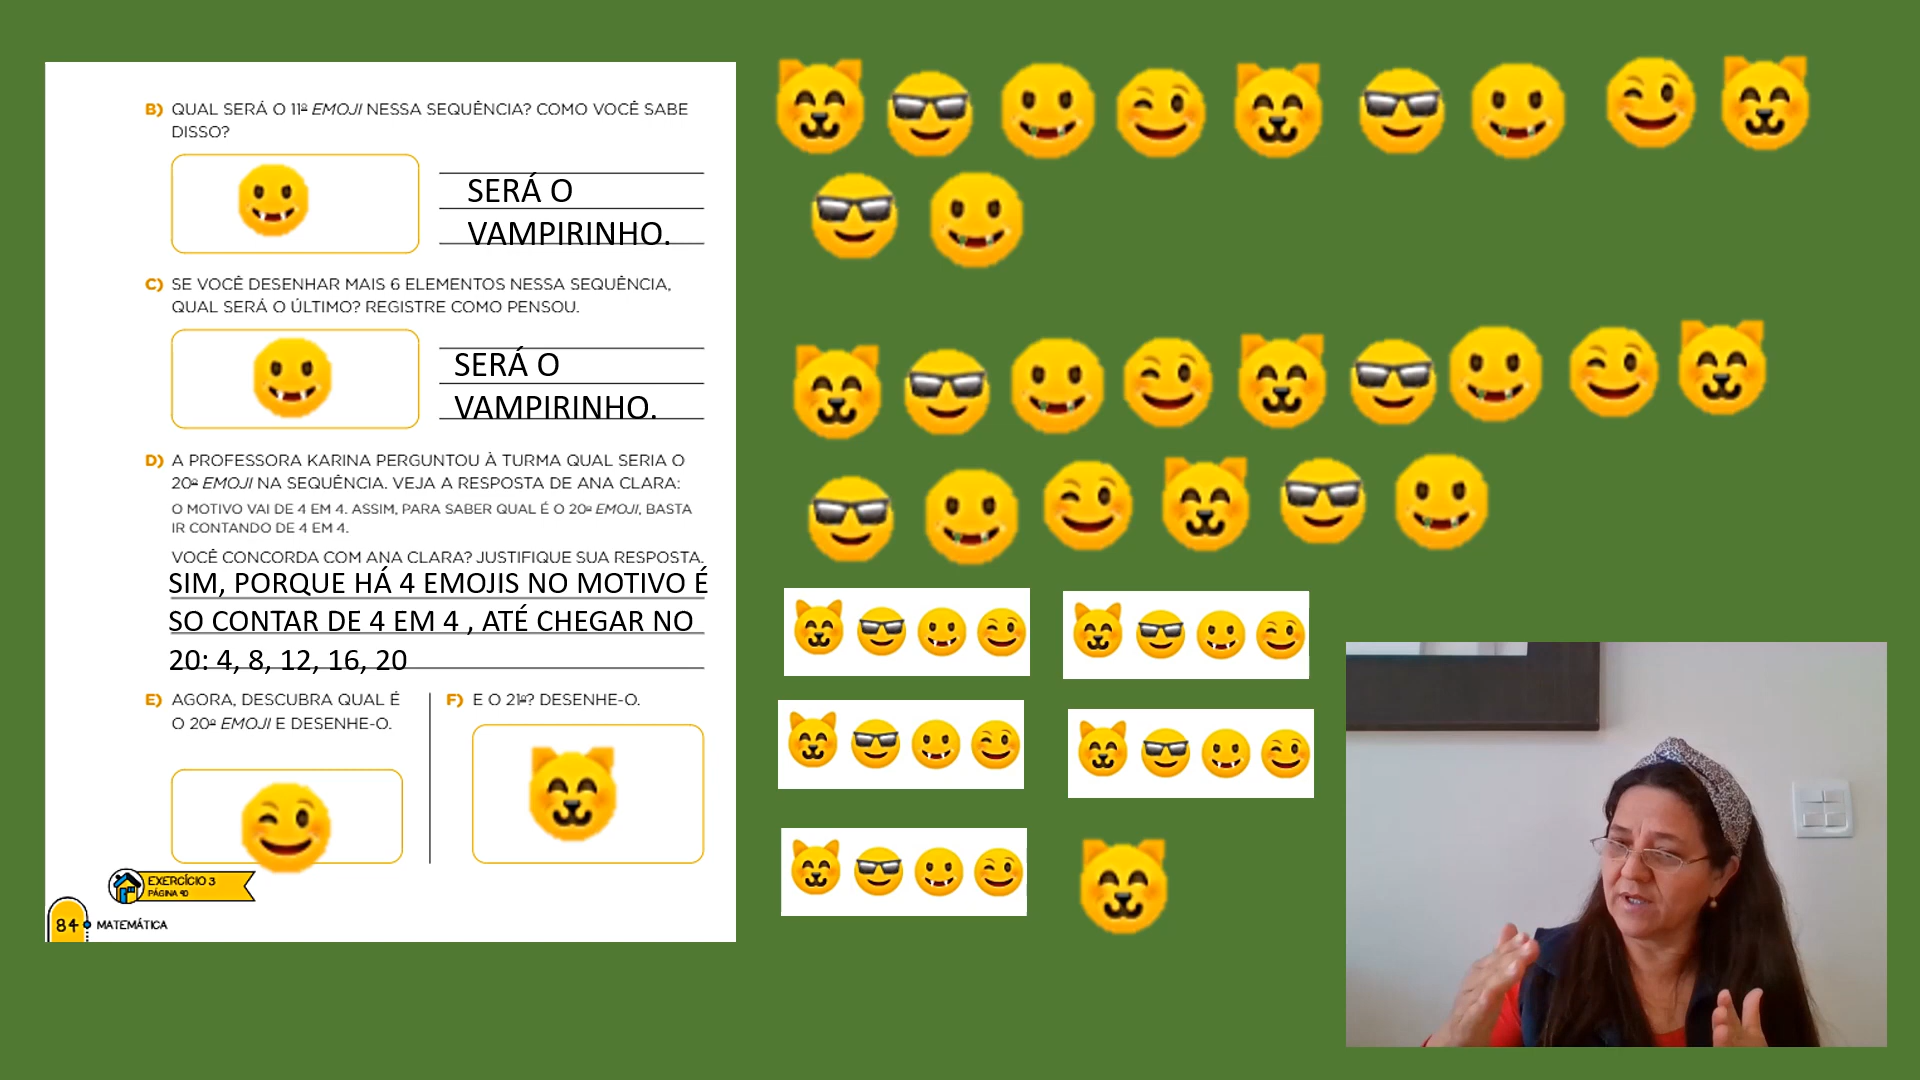 B) QUAL SERÁ O 11º EMOJI NESSA SEQUÊNCIA? COMO VOCÊ SABE
DISSO?
SERÁ O
VAMPIRINHO.
C) SE VOCÊ DESENHAR MAIS 6 ELEMENTOS NESSA SEQUÊNCIA,
QUAL SERÁ O ÚLTIMO? REGISTRE COMO PENSOU.
SERÁ O
VAMPIRINHO.
D) A PROFESSORA KARINA PERGUNTOU À TURMA QUAL SERIA O
20º EMOJI NA SEQUÊNCIA. VEJA A RESPOSTA DE ANA CLARA:
O MOTIVO VAI DE 4 EM 4. ASSIM, PARA SABER QUAL É O 20º EMOJI, BASTA
IR CONTANDO DE 4 EM 4.
VOCÊ CONCORDA COM ANA CLARA? JUSTIFIQUE SUA RESPOSTA.
SIM, PORQUE HÁ 4 EMOJIS NO MOTIVO É
SO CONTAR DE 4 EM 4 , ATÉ CHEGAR NO
20: 4, 8, 12, 16, 20
E) AGORA, DESCUBRA QUAL É
O 20º EMOJI E DESENHE-O.
F) E O 21º? DESENHE-O.
EXERCÍCIO 3
PÁGINA 90
84 MATEMÁTICA